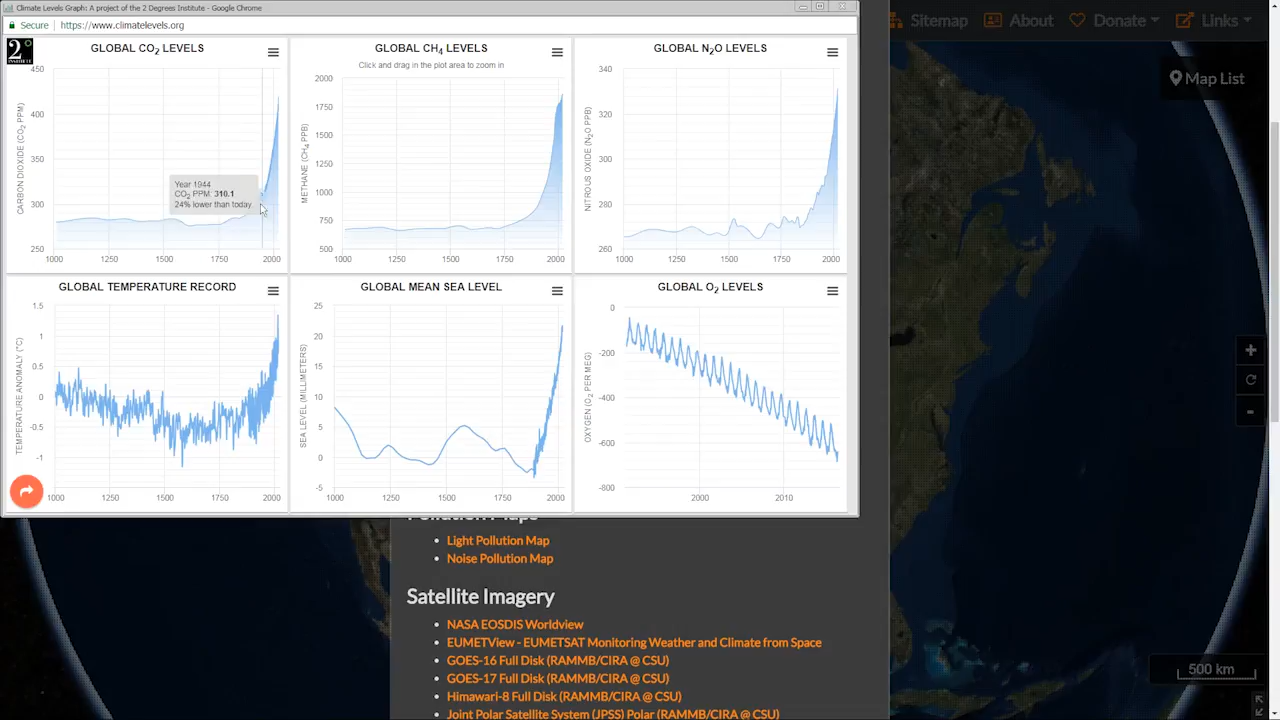 Climate Levels Graph: A project of the 2 Degrees Institute - Google Chrome
Secure https://www.climatelevels.org
Sitemap About Donate Links
Map List
2°
GLOBAL CO2 LEVELS
CARBON DIOXIDE (CO2 PPM)
450
400
350
300
250
Year 1944
CO2 PPM: 310.1
24% lower than today
1000 1250 1500 1750 2000
GLOBAL CH4 LEVELS
Click and drag in the plot area to zoom in
METHANE (CH4 PPB)
2000
1750
1500
1250
1000
750
500
1000 1250 1500 1750 2000
GLOBAL N2O LEVELS
NITROUS OXIDE (N2O PPB)
340
320
300
280
260
1000 1250 1500 1750 2000
GLOBAL TEMPERATURE RECORD
TEMPERATURE ANOMALY (°C)
1.5
1
0.5
0
-0.5
-1
1000 1250 1500 1750 2000
GLOBAL MEAN SEA LEVEL
SEA LEVEL (MILLIMETERS)
25
20
15
10
5
0
-5
1000 1250 1500 1750 2000
GLOBAL O2 LEVELS
OXYGEN (O2 PER MEG)
0
-200
-400
-600
-800
2000 2010
Pollution Maps
Light Pollution Map
Noise Pollution Map
Satellite Imagery
NASA EOSDIS Worldview
EUMETView - EUMETSAT Monitoring Weather and Climate from Space
GOES-16 Full Disk (RAMMB/CIRA @ CSU)
GOES-17 Full Disk (RAMMB/CIRA @ CSU)
Himawari-8 Full Disk (RAMMB/CIRA @ CSU)
Joint Polar Satellite System (JPSS) Polar (RAMMB/CIRA @ CSU)
500 km